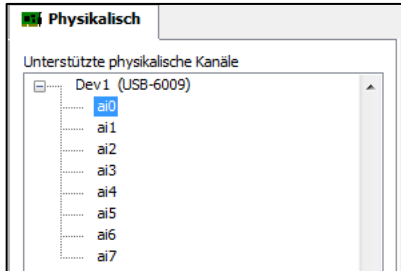 Physikalisch
Unterstützte physikalische Kanäle
Dev1 (USB-6009)
ai0
ai1
ai2
ai3
ai4
ai5
ai6
ai7